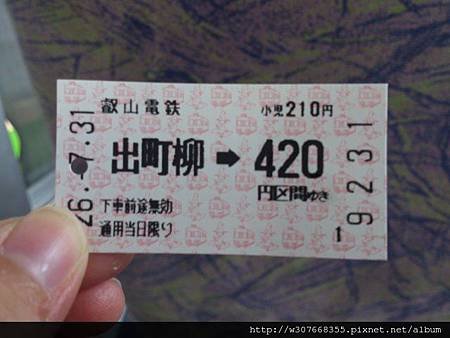 叡山電鉄 小児210円
出町柳 ➡ 420
円区間ゆき
下車前途無効
通用当日限り
26.-7.31
9231
1
http://w307668355.pixnet.net/album